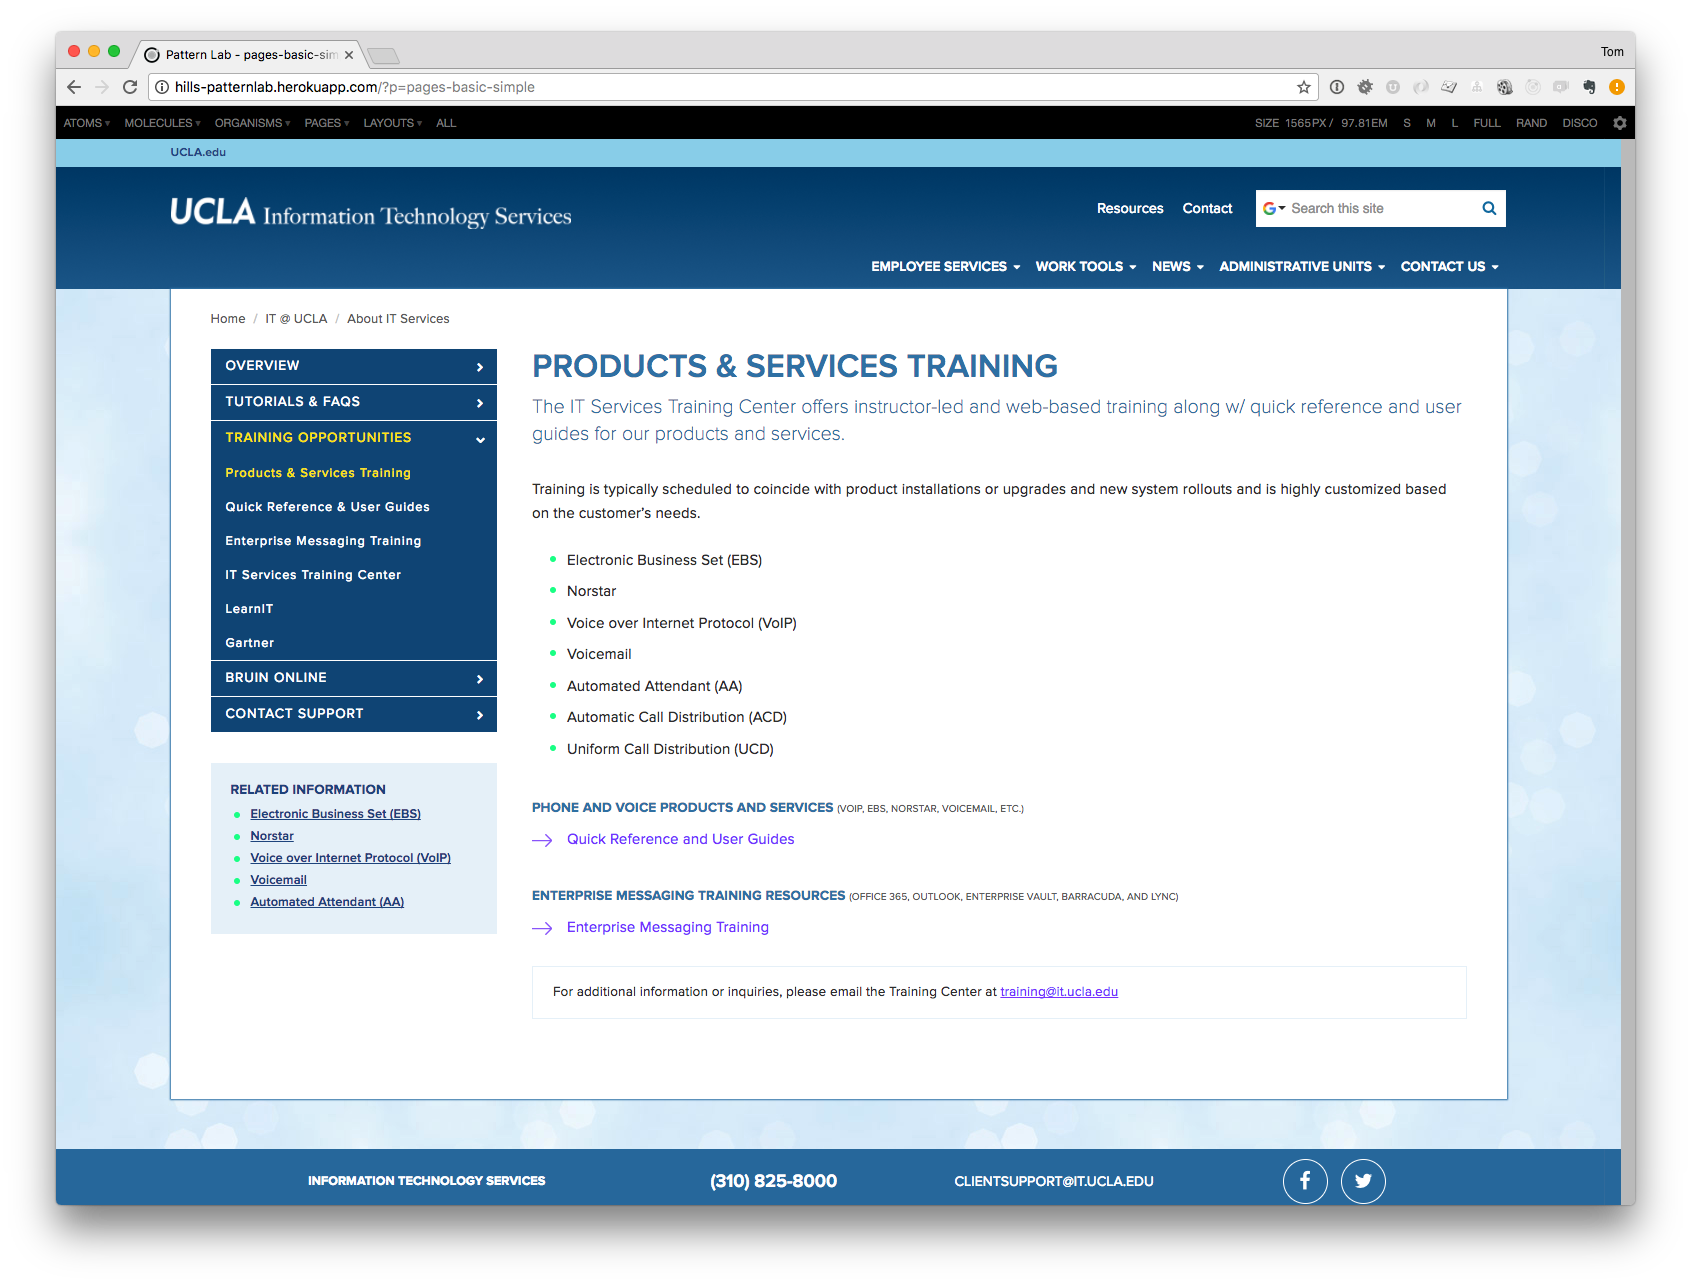 Pattern Lab - pages-basic-sim
Tom
hills-patternlab.herokuapp.com/?p=pages-basic-simple
ATOMS MOLECULES ORGANISMS PAGES LAYOUTS ALL
SIZE 1565PX / 97.81EM S M L FULL RAND DISCO
UCLA.edu
UCLA Information Technology Services
Resources Contact Search this site
EMPLOYEE SERVICES WORK TOOLS NEWS ADMINISTRATIVE UNITS CONTACT US
Home / IT @ UCLA / About IT Services
OVERVIEW
TUTORIALS & FAQS
TRAINING OPPORTUNITIES
Products & Services Training
Quick Reference & User Guides
Enterprise Messaging Training
IT Services Training Center
LearnIT
Gartner
BRUIN ONLINE
CONTACT SUPPORT
RELATED INFORMATION
Electronic Business Set (EBS)
Norstar
Voice over Internet Protocol (VoIP)
Voicemail
Automated Attendant (AA)
PRODUCTS & SERVICES TRAINING
The IT Services Training Center offers instructor-led and web-based training along w/ quick reference and user
guides for our products and services.
Training is typically scheduled to coincide with product installations or upgrades and new system rollouts and is highly customized based
on the customer's needs.
Electronic Business Set (EBS)
Norstar
Voice over Internet Protocol (VoIP)
Voicemail
Automated Attendant (AA)
Automatic Call Distribution (ACD)
Uniform Call Distribution (UCD)
PHONE AND VOICE PRODUCTS AND SERVICES (VOIP, EBS, NORSTAR, VOICEMAIL, ETC.)
Quick Reference and User Guides
ENTERPRISE MESSAGING TRAINING RESOURCES (OFFICE 365, OUTLOOK, ENTERPRISE VAULT, BARRACUDA, AND LYNC)
Enterprise Messaging Training
For additional information or inquiries, please email the Training Center at training@it.ucla.edu
INFORMATION TECHNOLOGY SERVICES
(310) 825-8000
CLIENTSUPPORT@IT.UCLA.EDU